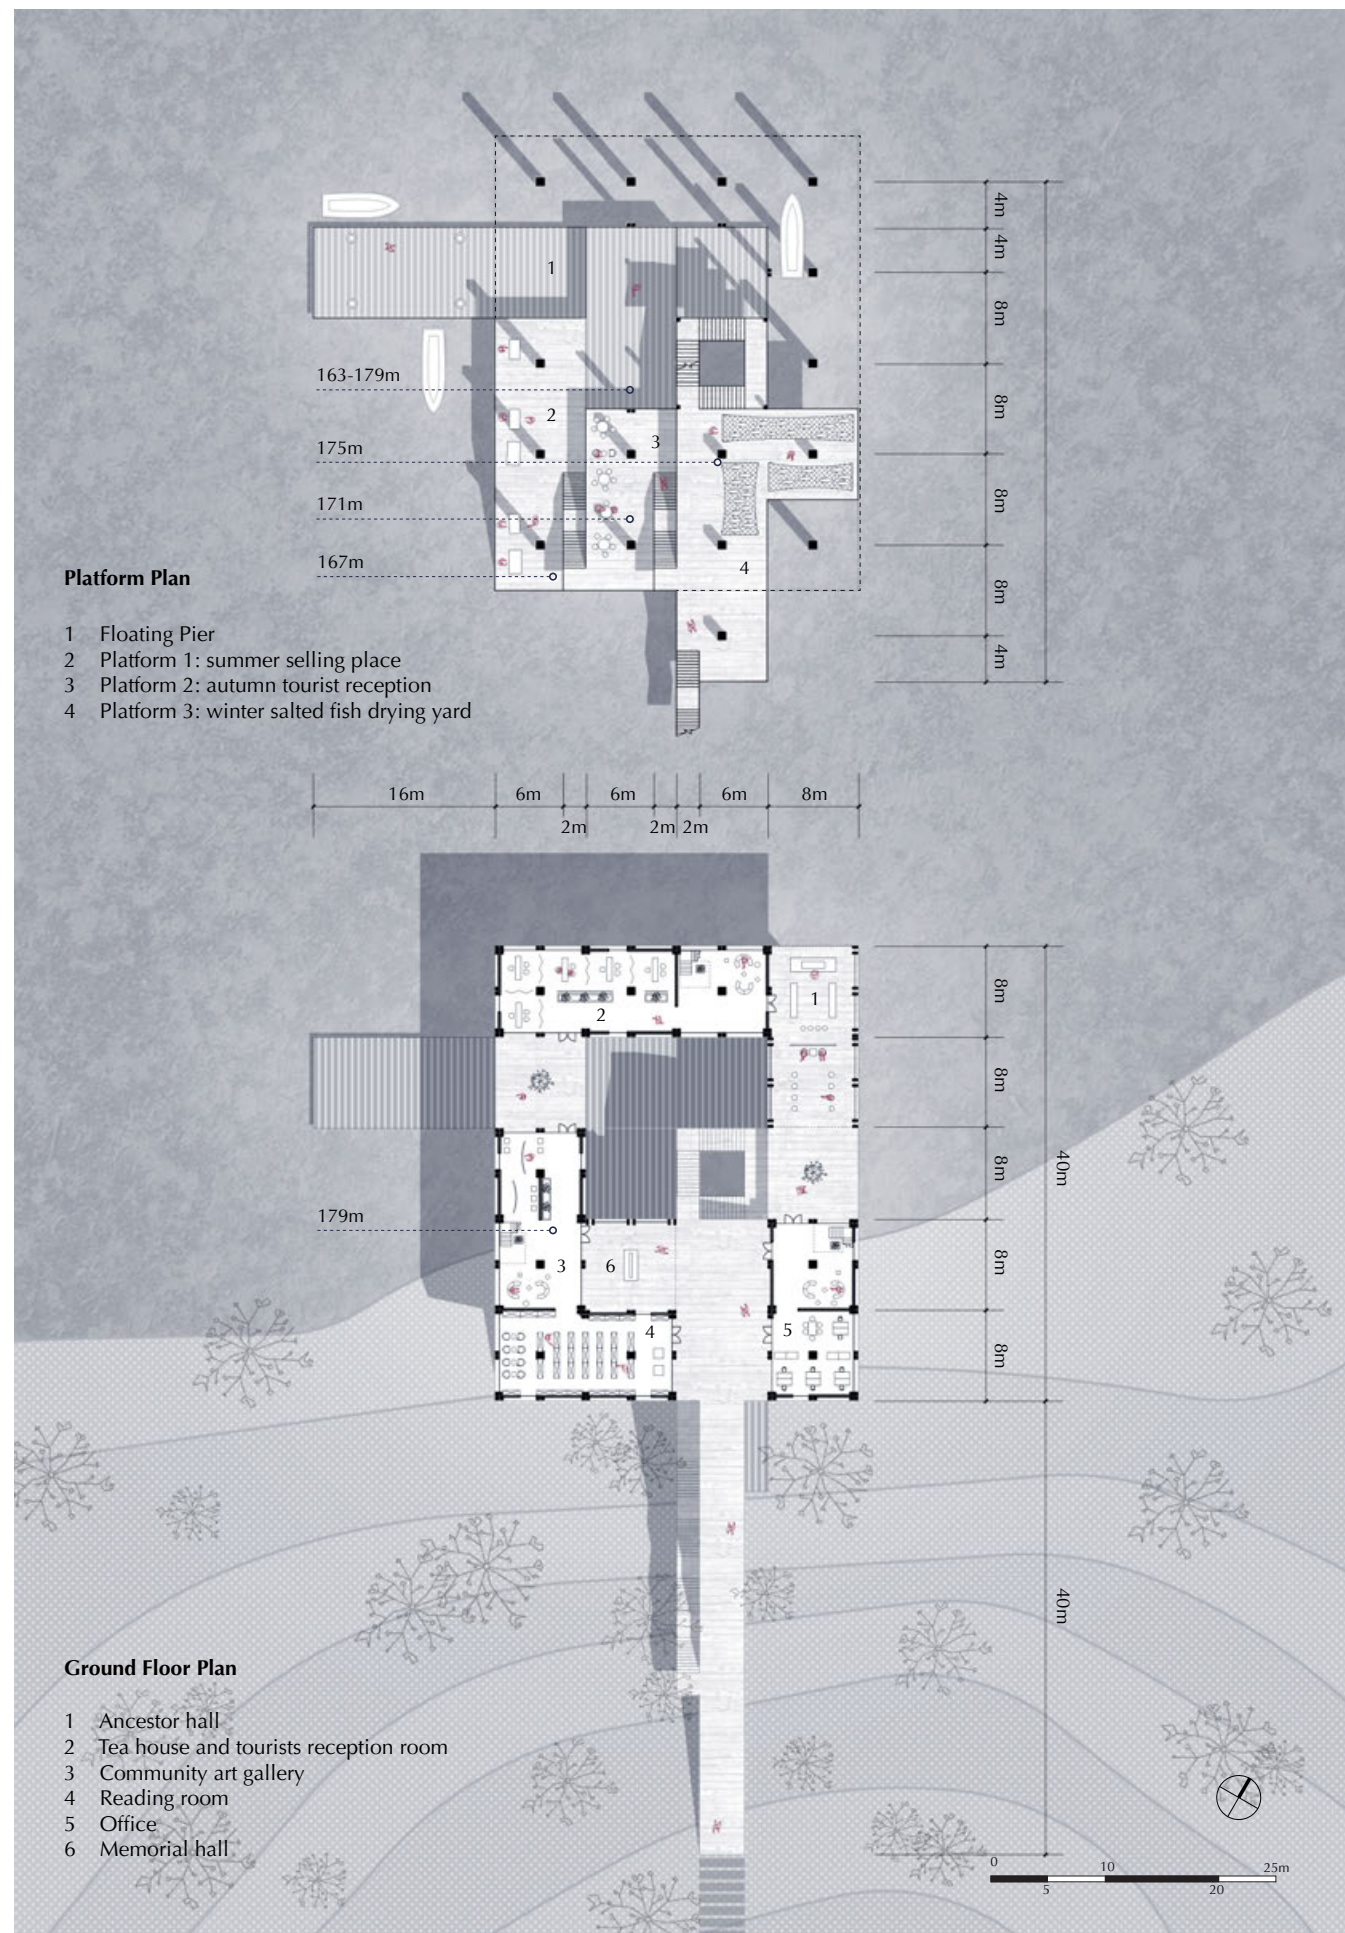 4m
4m
1
8m
163-179m
2
8m
3
175m
8m
171m
167m
4
8m
Platform Plan
4m
1 Floating Pier
2 Platform 1: summer selling place
3 Platform 2: autumn tourist reception
4 Platform 3: winter salted fish drying yard
16m 6m 6m 6m 8m
2m 2m 2m
1
8m
2
8m
8m
40m
179m
3
6
8m
4
5
8m
40m
Ground Floor Plan
1 Ancestor hall
2 Tea house and tourists reception room
3 Community art gallery
4 Reading room
5 Office
6 Memorial hall
0 10 25m
5 20